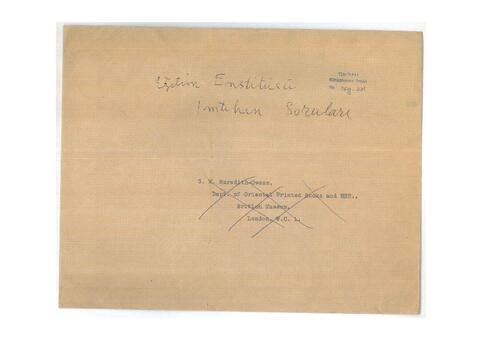 Eğitim Enstitüsü
İmtihan Soruları
G. M. Meredith-Owens,
Dept. of Oriental Printed Books and MSS.,
British Museum,
London, W.C. 1.